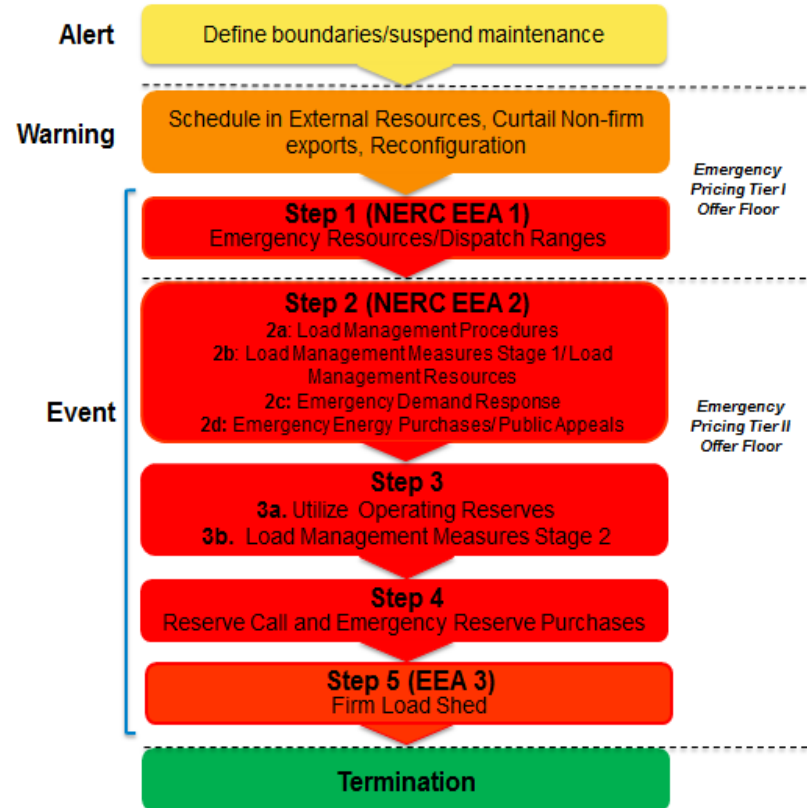 Alert
Define boundaries/suspend maintenance
Warning
Schedule in External Resources, Curtail Non-firm
exports, Reconfiguration
Emergency
Pricing Tier I
Offer Floor
Step 1 (NERC EEA 1)
Emergency Resources/Dispatch Ranges
Event
Step 2 (NERC EEA 2)
2a: Load Management Procedures
2b: Load Management Measures Stage 1/ Load
Management Resources
2c: Emergency Demand Response
2d: Emergency Energy Purchases/ Public Appeals
Emergency
Pricing Tier II
Offer Floor
Step 3
3a. Utilize Operating Reserves
3b. Load Management Measures Stage 2
Step 4
Reserve Call and Emergency Reserve Purchases
Step 5 (EEA 3)
Firm Load Shed
Termination